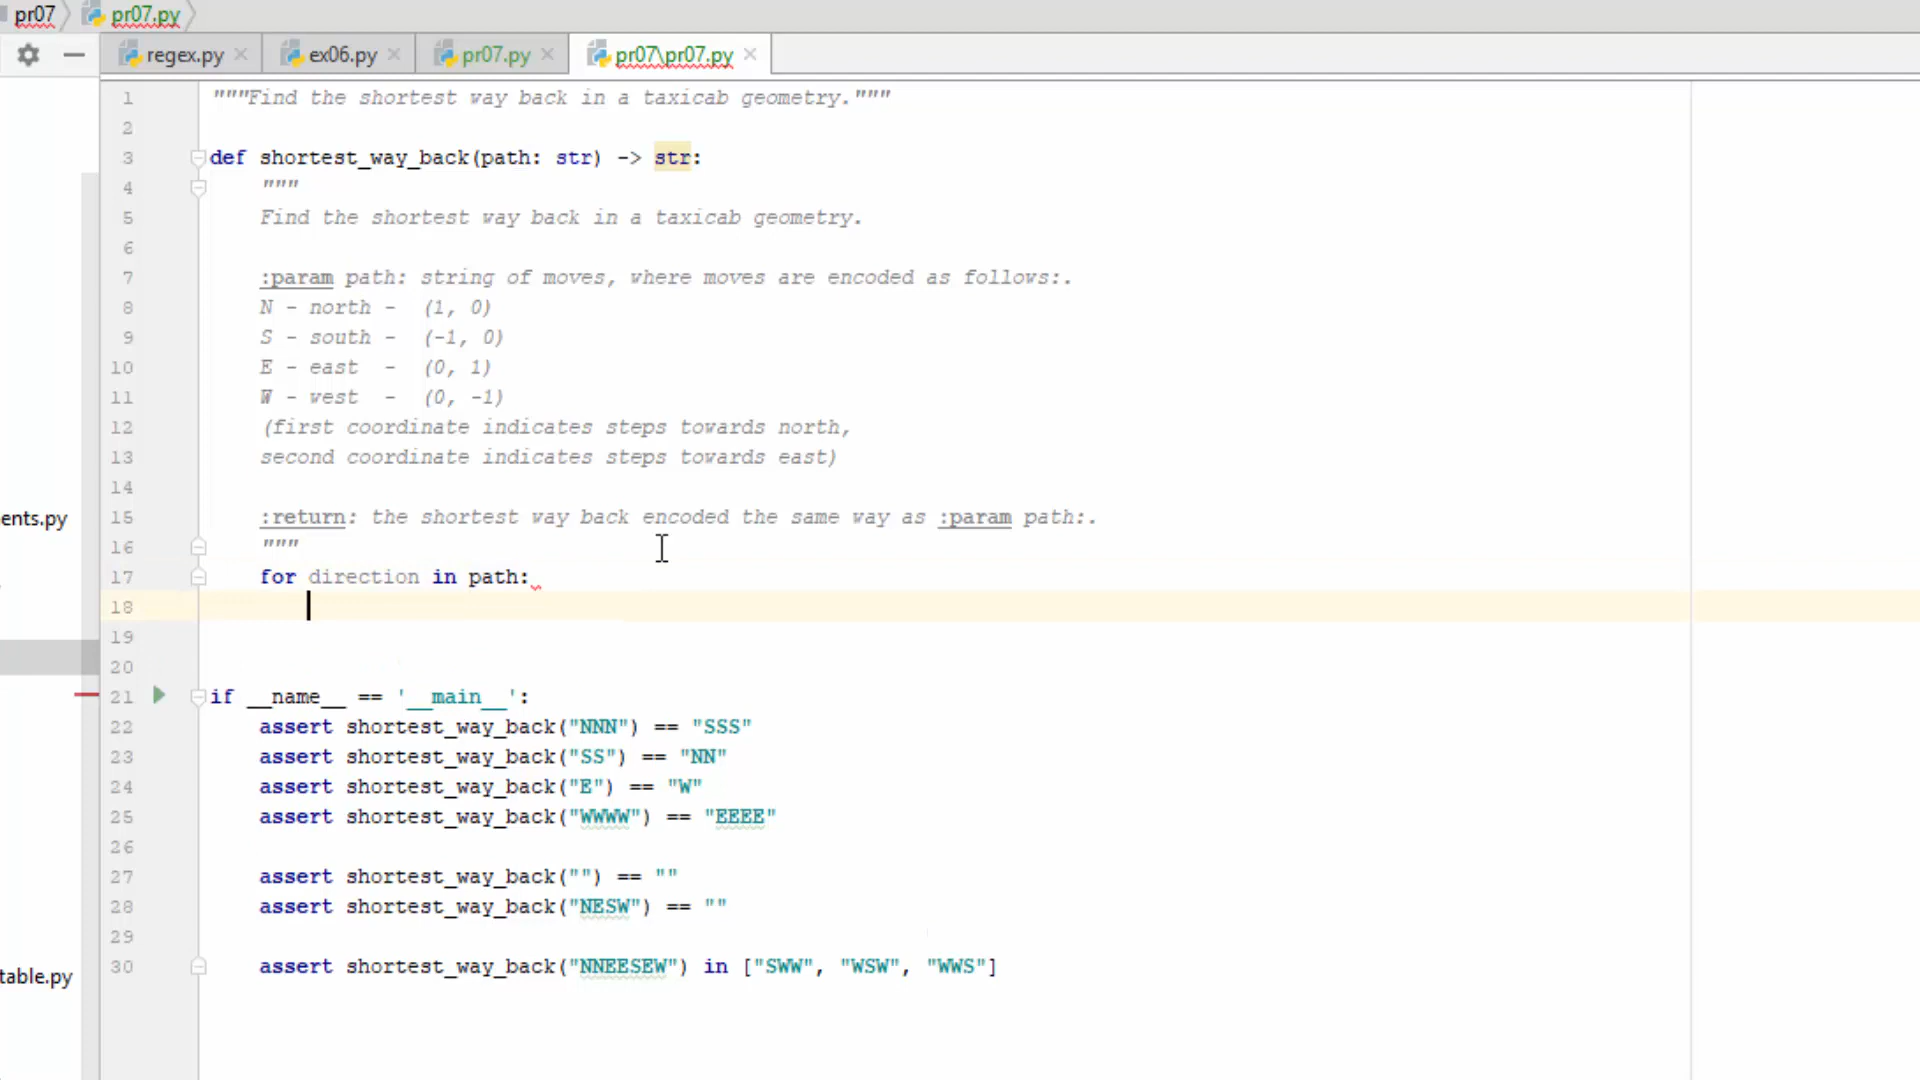 pr07 pr07.py
regex.py ex06.py pr07.py pr07\pr07.py
1 """Find the shortest way back in a taxicab geometry."""
2
3 def shortest_way_back(path: str) -> str:
4 """
5 Find the shortest way back in a taxicab geometry.
6
7 :param path: string of moves, where moves are encoded as follows:.
8 N - north - (1, 0)
9 S - south - (-1, 0)
10 E - east - (0, 1)
11 W - west - (0, -1)
12 (first coordinate indicates steps towards north,
13 second coordinate indicates steps towards east)
14
ents.py
15 :return: the shortest way back encoded the same way as :param path:.
16 """
17 for direction in path:
18
19
20
21 if __name__ == '__main__':
22 assert shortest_way_back("NNN") == "SSS"
23 assert shortest_way_back("SS") == "NN"
24 assert shortest_way_back("E") == "W"
25 assert shortest_way_back("WWWW") == "EEEE"
26
27 assert shortest_way_back("") == ""
28 assert shortest_way_back("NESW") == ""
29
30 assert shortest_way_back("NNEESEW") in ["SWW", "WSW", "WWS"]
table.py